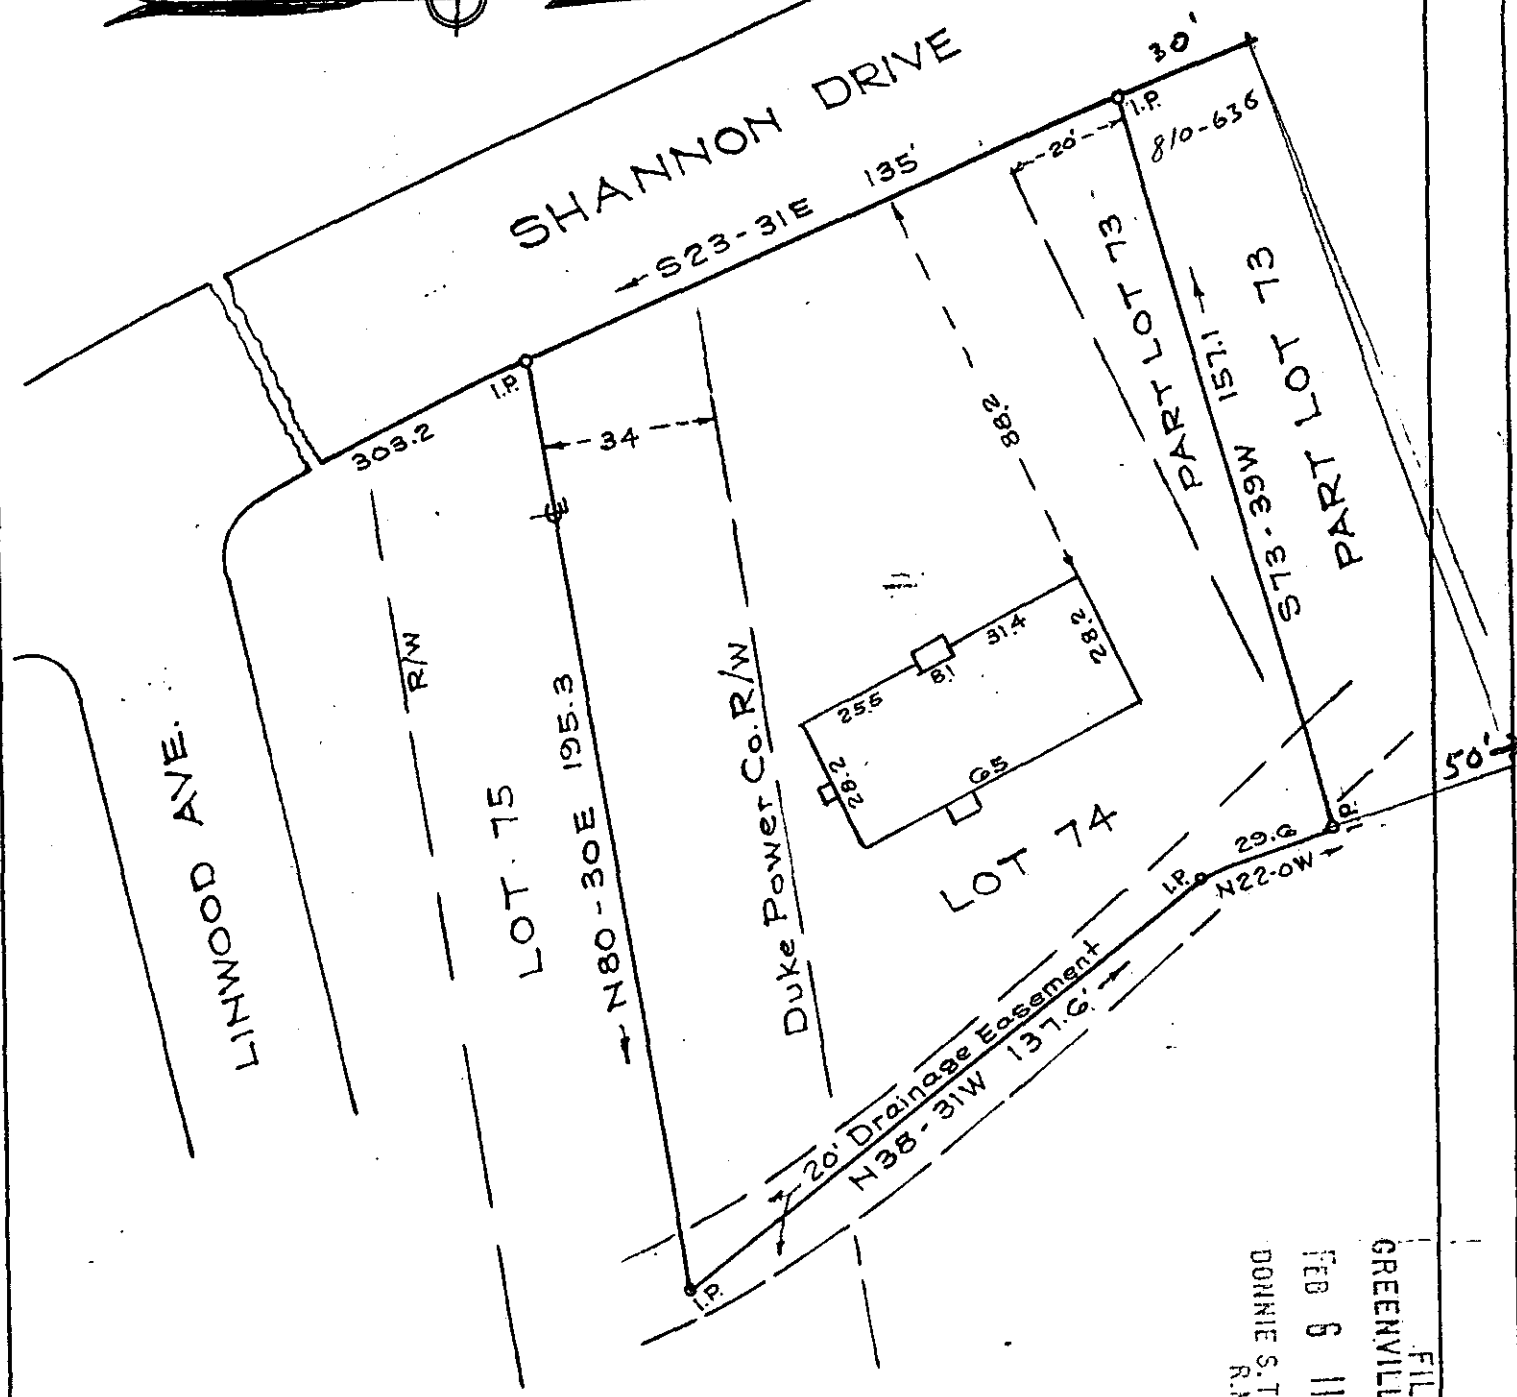 30'
SHANNON DRIVE
I.P.
810-636
20'
135'
S23-31E
PART LOT 73
PART LOT 73
S73-39W 157.1
I.P.
303.2
34
88.2
R/W
N80-30E 195.3
LOT 75
Duke Power Co. R/W
31.4
8.1
25.5
28.2
28.2
65
LINWOOD AVE.
LOT 74
50'
29.6
N22-0W
I.P.
I.P.
20' Drainage Easement
N38-31W 137.6'
I.P.
FIL
GREENVILL
FEB 6 11
DONNIE S.T
R.